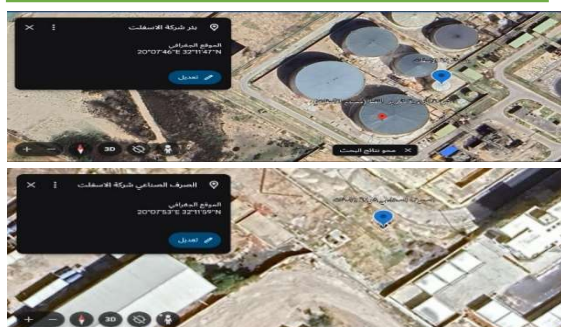 بئر شركة الاسفلت
الموقع الجغرافي
20°07'46"E 32°11'47"N
تعديل
3D
محو نتائج البحث
الصرف الصناعي شركة الاسفلت
الموقع الجغرافي
20°07'53"E 32°11'59"N
تعديل
3D